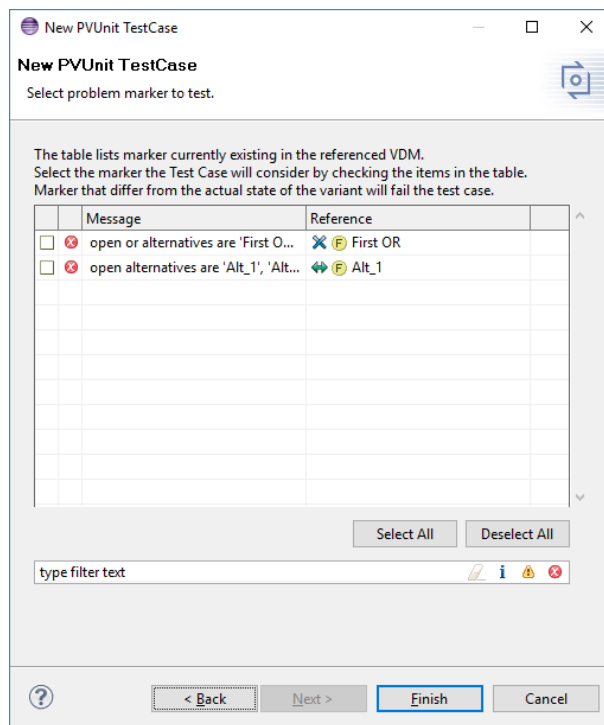 New PVUnit TestCase
New PVUnit TestCase
Select problem marker to test.
The table lists marker currently existing in the referenced VDM.
Select the marker the Test Case will consider by checking the items in the table.
Marker that differ from the actual state of the variant will fail the test case.
Message Reference
open or alternatives are 'First O... F First OR
open alternatives are 'Alt_1', 'Alt... F Alt_1
Select All Deselect All
type filter text
< Back Next > Finish Cancel